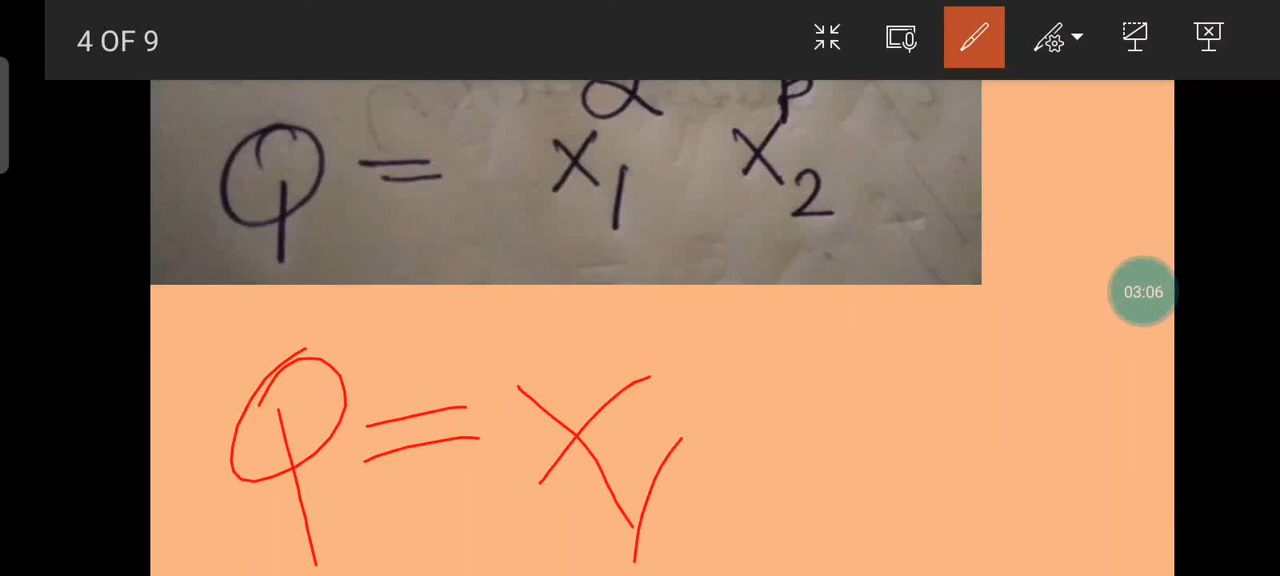 4 OF 9
Q = x₁^α x₂^β
03:06
Q = x₁